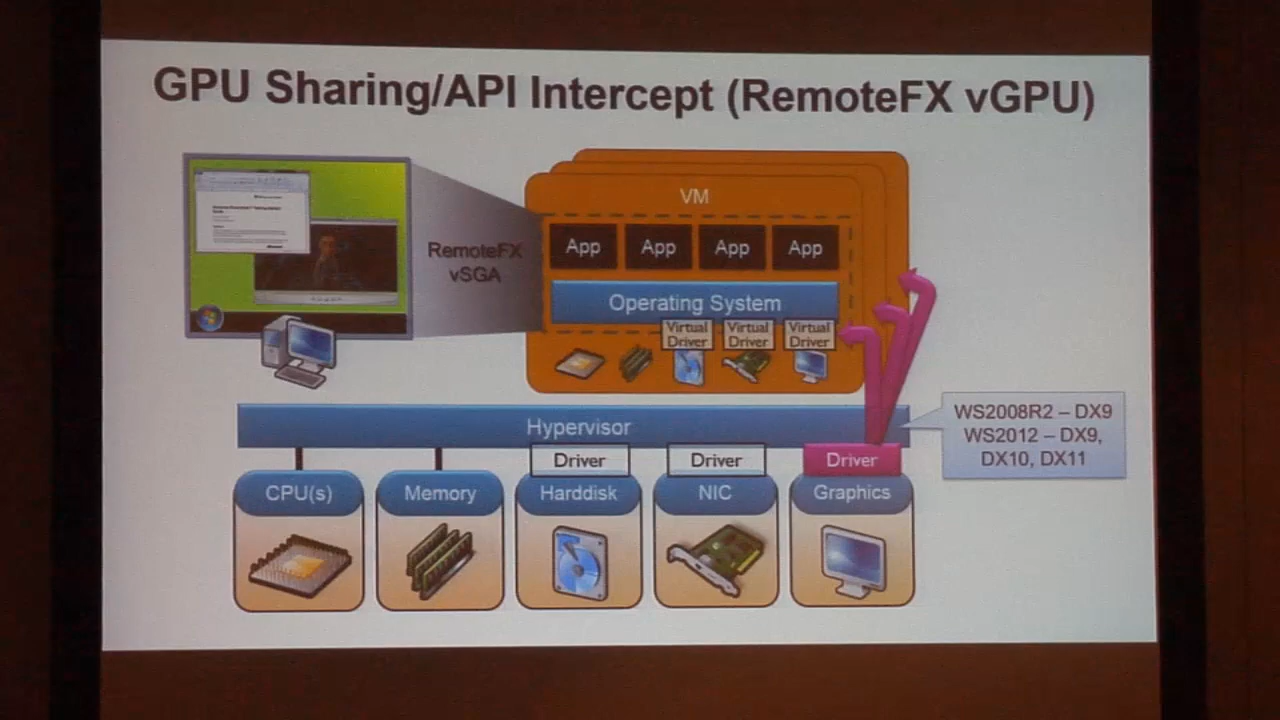 GPU Sharing/API Intercept (RemoteFX vGPU)
VM
RemoteFX
vSGA
App
App
App
App
Operating System
Virtual
Driver
Virtual
Driver
Virtual
Driver
Hypervisor
WS2008R2 – DX9
WS2012 – DX9,
DX10, DX11
Driver
Driver
Driver
CPU(s)
Memory
Harddisk
NIC
Graphics